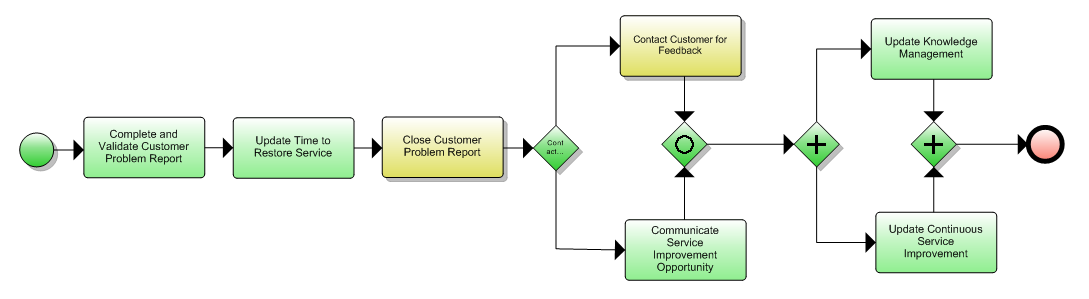 Complete and
Validate Customer
Problem Report
Update Time to
Restore Service
Close Customer
Problem Report
Cont
act...
Contact Customer for
Feedback
Communicate
Service
Improvement
Opportunity
Update Knowledge
Management
Update Continuous
Service
Improvement